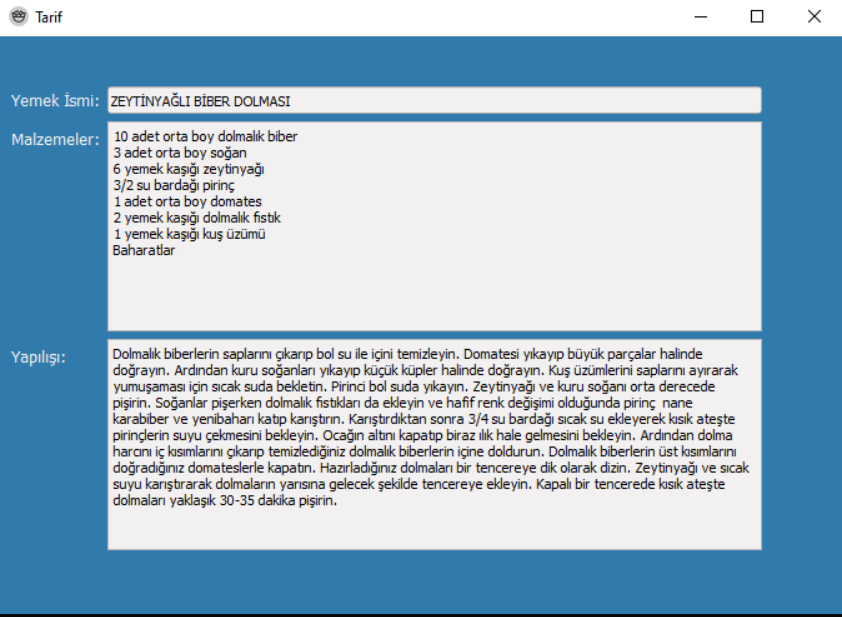 Tarif
Yemek İsmi:
ZEYTİNYAĞLI BİBER DOLMASI
Malzemeler:
10 adet orta boy dolmalık biber
3 adet orta boy soğan
6 yemek kaşığı zeytinyağı
3/2 su bardağı pirinç
1 adet orta boy domates
2 yemek kaşığı dolmalık fıstık
1 yemek kaşığı kuş üzümü
Baharatlar
Yapılışı:
Dolmalık biberlerin saplarını çıkarıp bol su ile içini temizleyin. Domatesi yıkayıp büyük parçalar halinde
doğrayın. Ardından kuru soğanları yıkayıp küçük küpler halinde doğrayın. Kuş üzümlerini saplarını ayırarak
yumuşaması için sıcak suda bekletin. Pirinci bol suda yıkayın. Zeytinyağı ve kuru soğanı orta derecede
pişirin. Soğanlar pişerken dolmalık fıstıkları da ekleyin ve hafif renk değişimi olduğunda pirinç  nane
karabiber ve yenibaharı katıp karıştırın. Karıştırdıktan sonra 3/4 su bardağı sıcak su ekleyerek kısık ateşte
pirinçlerin suyu çekmesini bekleyin. Ocağın altını kapatıp biraz ılık hale gelmesini bekleyin. Ardından dolma
harcını iç kısımlarını çıkarıp temizlediğiniz dolmalık biberlerin içine doldurun. Dolmalık biberlerin üst kısımlarını
doğradığınız domateslerle kapatın. Hazırladığınız dolmaları bir tencereye dik olarak dizin. Zeytinyağı ve sıcak
suyu karıştırarak dolmaların yarısına gelecek şekilde tencereye ekleyin. Kapalı bir tencerede kısık ateşte
dolmaları yaklaşık 30-35 dakika pişirin.